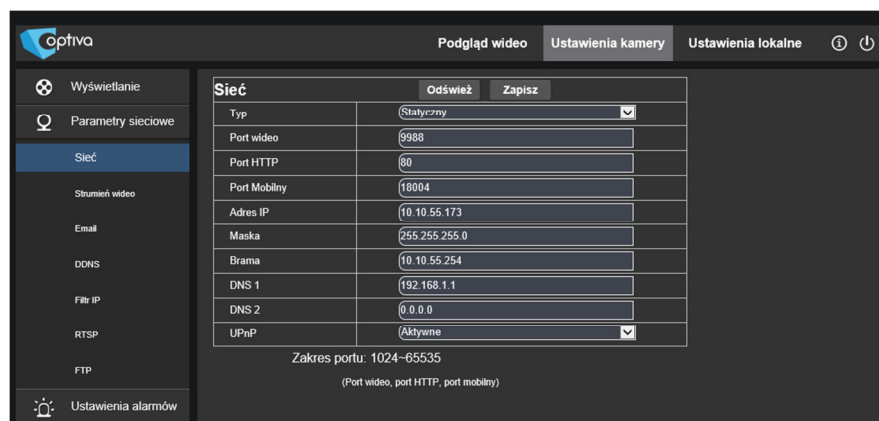 optiva
Podgląd wideo Ustawienia kamery Ustawienia lokalne
Wyświetlanie
Parametry sieciowe
Sieć
Strumień wideo
Email
DDNS
Filtr IP
RTSP
FTP
Ustawienia alarmów
Sieć Odśwież Zapisz
Typ Statyczny
Port wideo 9988
Port HTTP 80
Port Mobilny 18004
Adres IP 10.10.55.173
Maska 255.255.255.0
Brama 10.10.55.254
DNS 1 192.168.1.1
DNS 2 0.0.0.0
UPnP Aktywne
Zakres portu: 1024~65535
(Port wideo, port HTTP, port mobilny)